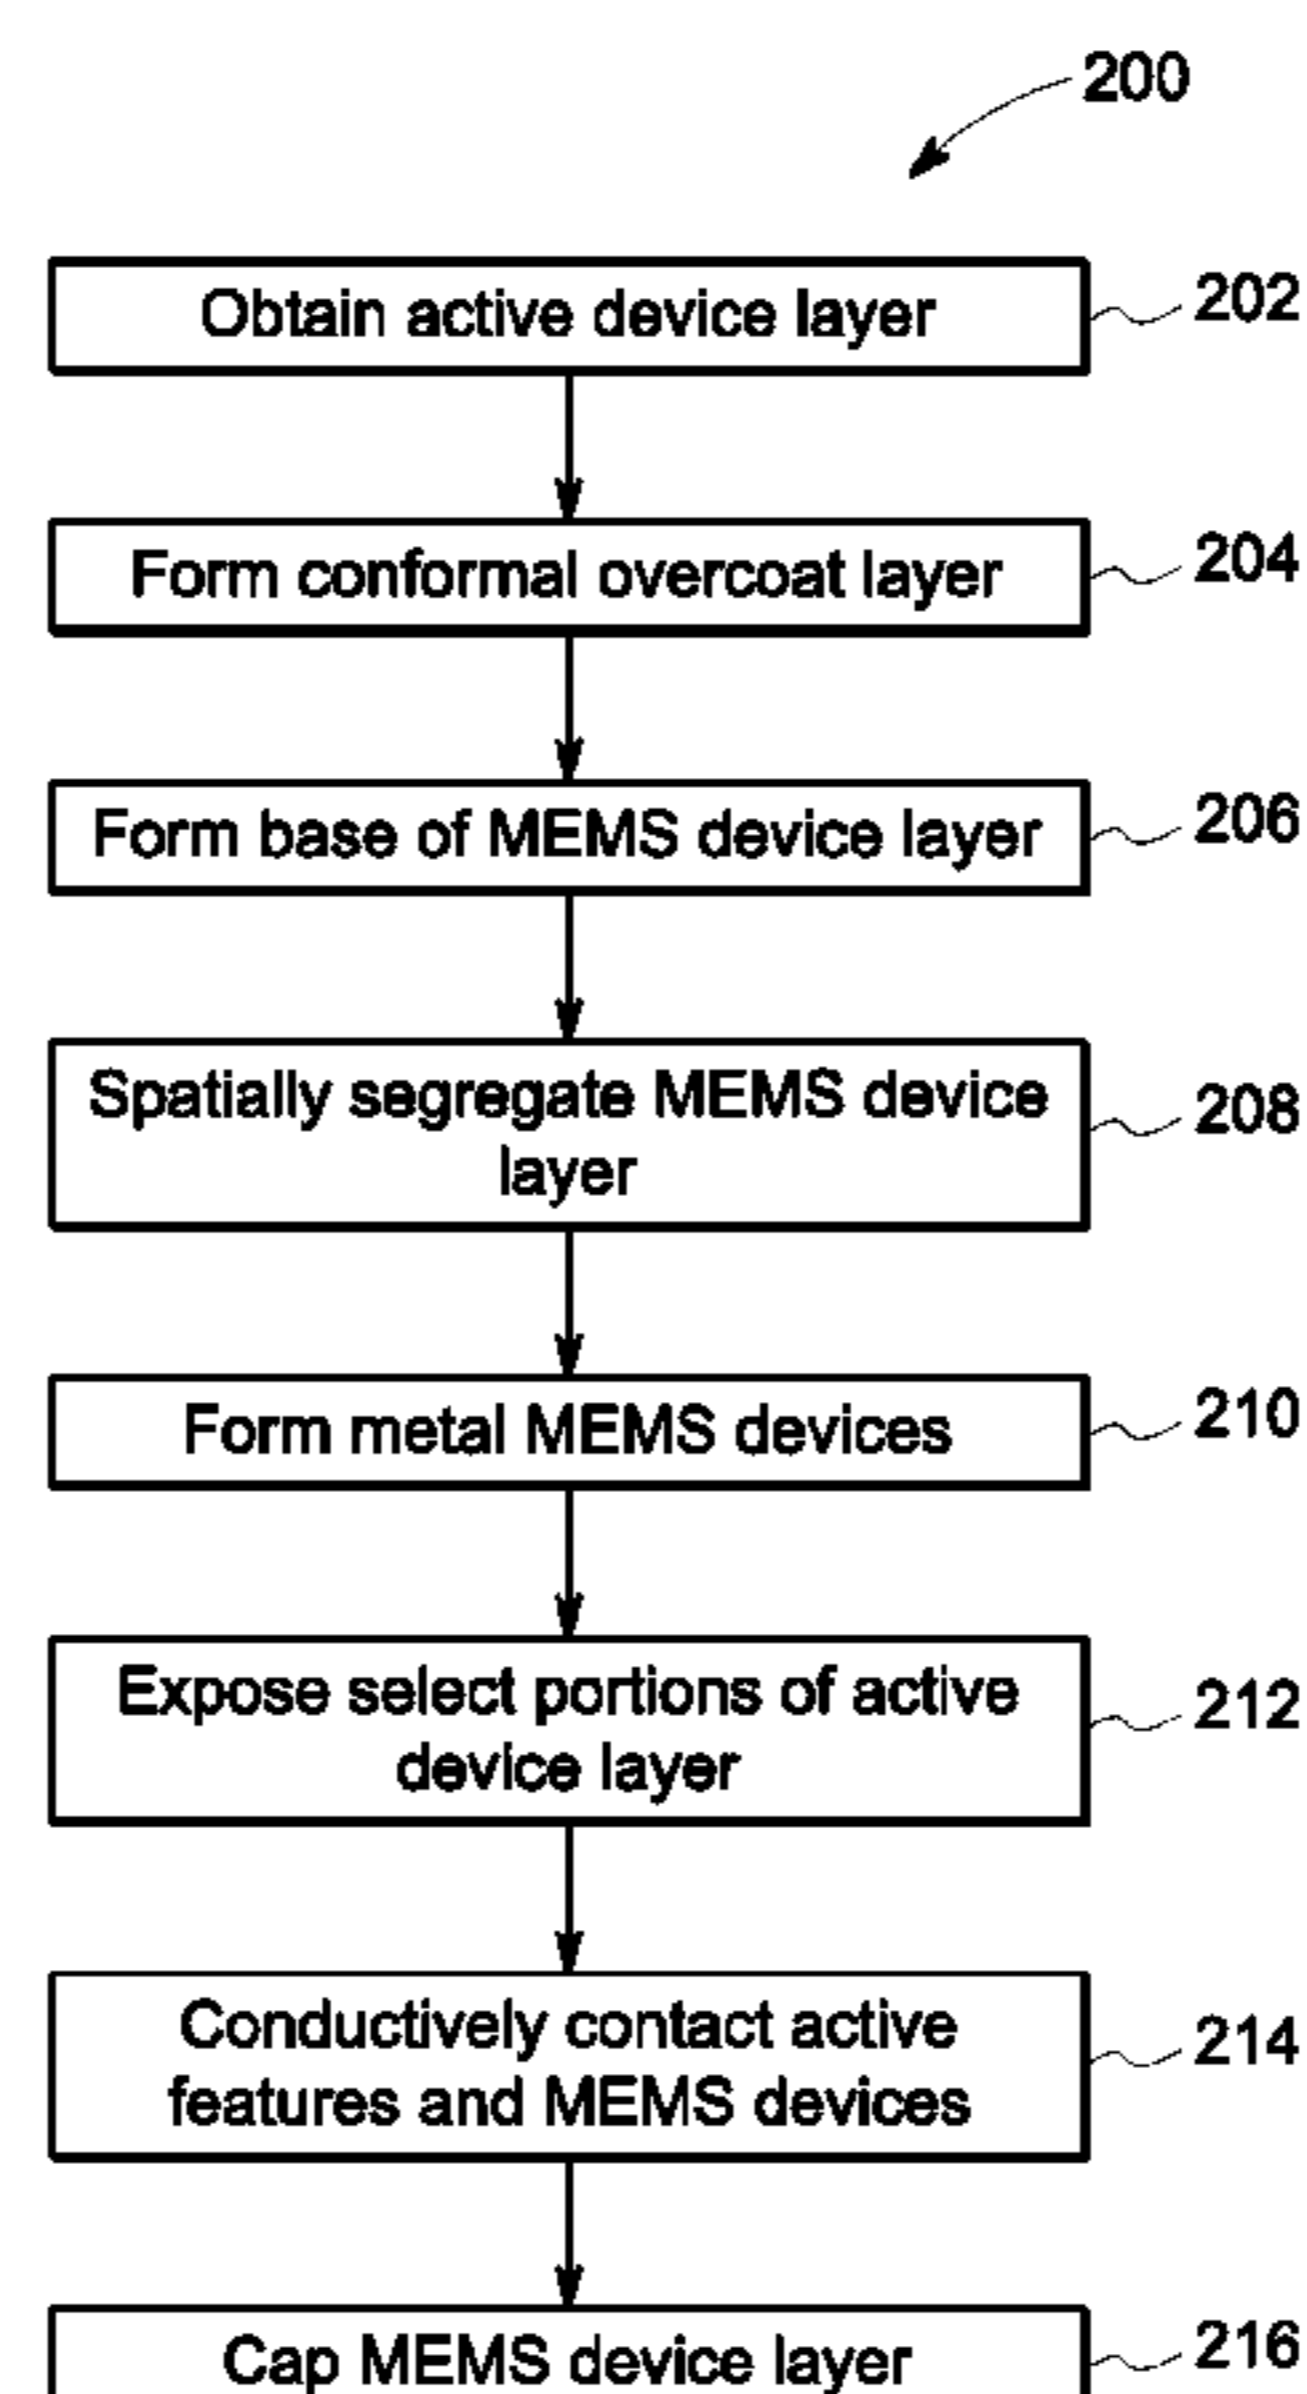 200
Obtain active device layer
202
Form conformal overcoat layer
204
Form base of MEMS device layer
206
Spatially segregate MEMS device
layer
208
Form metal MEMS devices
210
Expose select portions of active
device layer
212
Conductively contact active
features and MEMS devices
214
Cap MEMS device layer
216